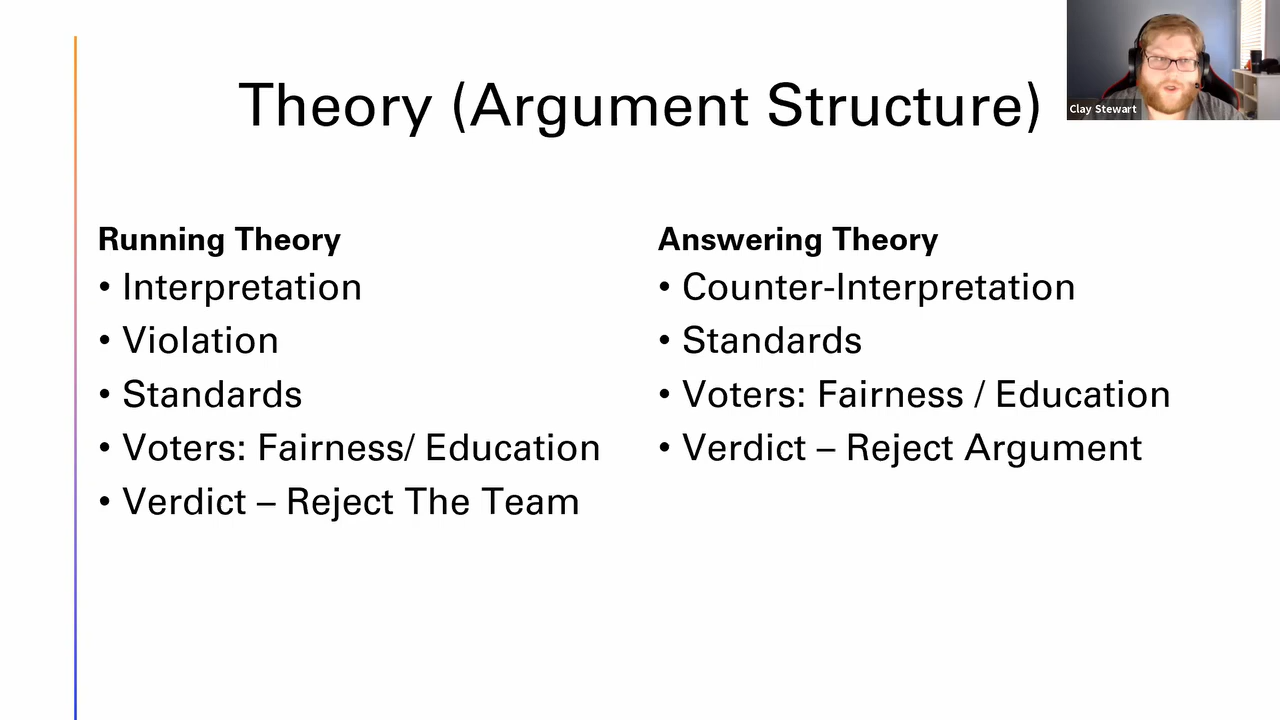 Theory (Argument Structure)
Clay Stewart
Running Theory
• Interpretation
• Violation
• Standards
• Voters: Fairness/ Education
• Verdict – Reject The Team
Answering Theory
• Counter-Interpretation
• Standards
• Voters: Fairness / Education
• Verdict – Reject Argument